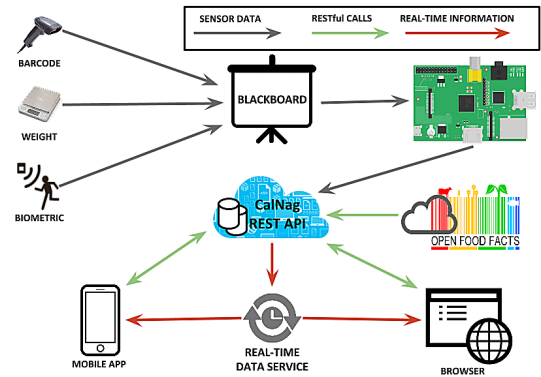 SENSOR DATA
RESTful CALLS
REAL-TIME INFORMATION
BARCODE
BLACKBOARD
WEIGHT
BIOMETRIC
CalNag
REST API
OPEN FOOD FACTS
MOBILE APP
REAL-TIME
DATA SERVICE
BROWSER